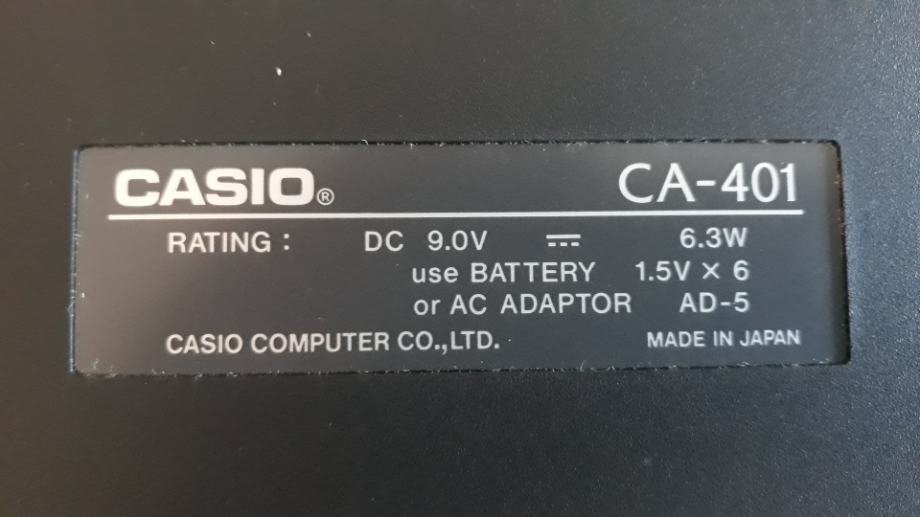 CASIO® CA-401
RATING : DC 9.0V ⎓ 6.3W
use BATTERY 1.5V × 6
or AC ADAPTOR AD-5
CASIO COMPUTER CO.,LTD. MADE IN JAPAN